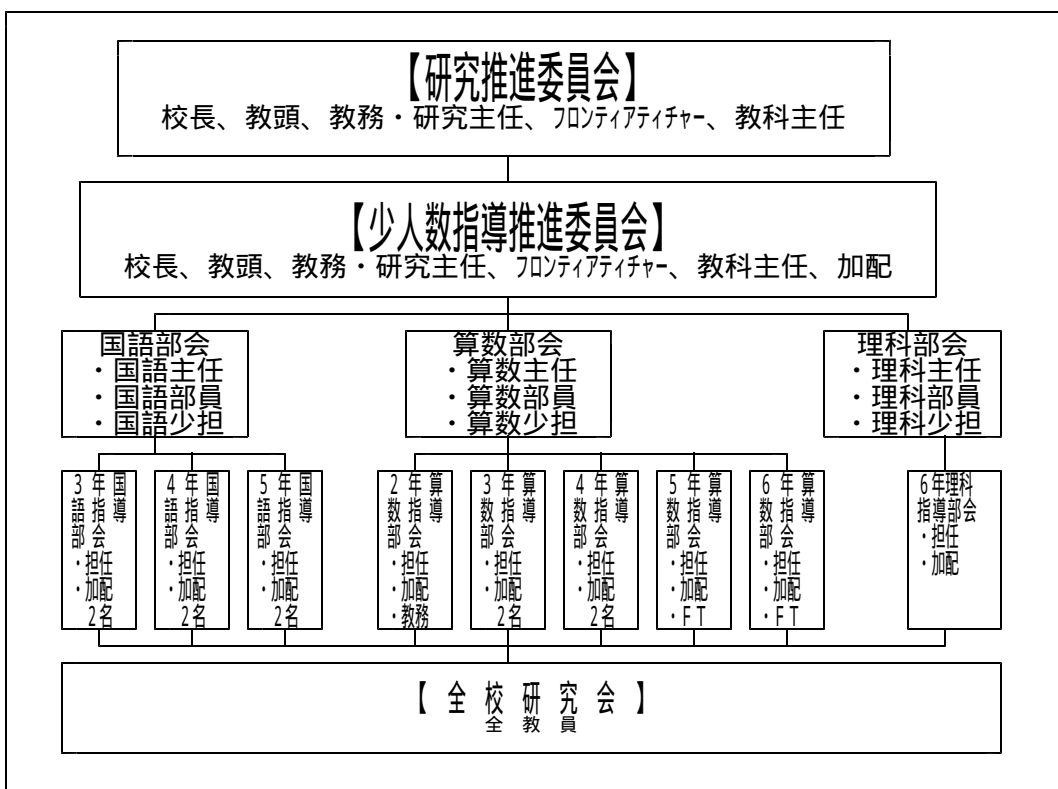 【研究推進委員会】
校長、教頭、教務・研究主任、フロンティアティチャー、教科主任
【少人数指導推進委員会】
校長、教頭、教務・研究主任、フロンティアティチャー、教科主任、加配
国語部会
・国語主任
・国語部員
・国語少担
算数部会
・算数主任
・算数部員
・算数少担
理科部会
・理科主任
・理科部員
・理科少担
3年国
語指導
部会
・担任
・加配
2名
4年国
語指導
部会
・担任
・加配
2名
5年国
語指導
部会
・担任
・加配
2名
2年算
数指導
部会
・担任
・加配
・教務
3年算
数指導
部会
・担任
・加配
2名
4年算
数指導
部会
・担任
・加配
2名
5年算
数指導
部会
・担任
・加配
・FT
6年算
数指導
部会
・担任
・加配
・FT
6年理科
指導部会
・担任
・加配
【全校研究会】
全教員